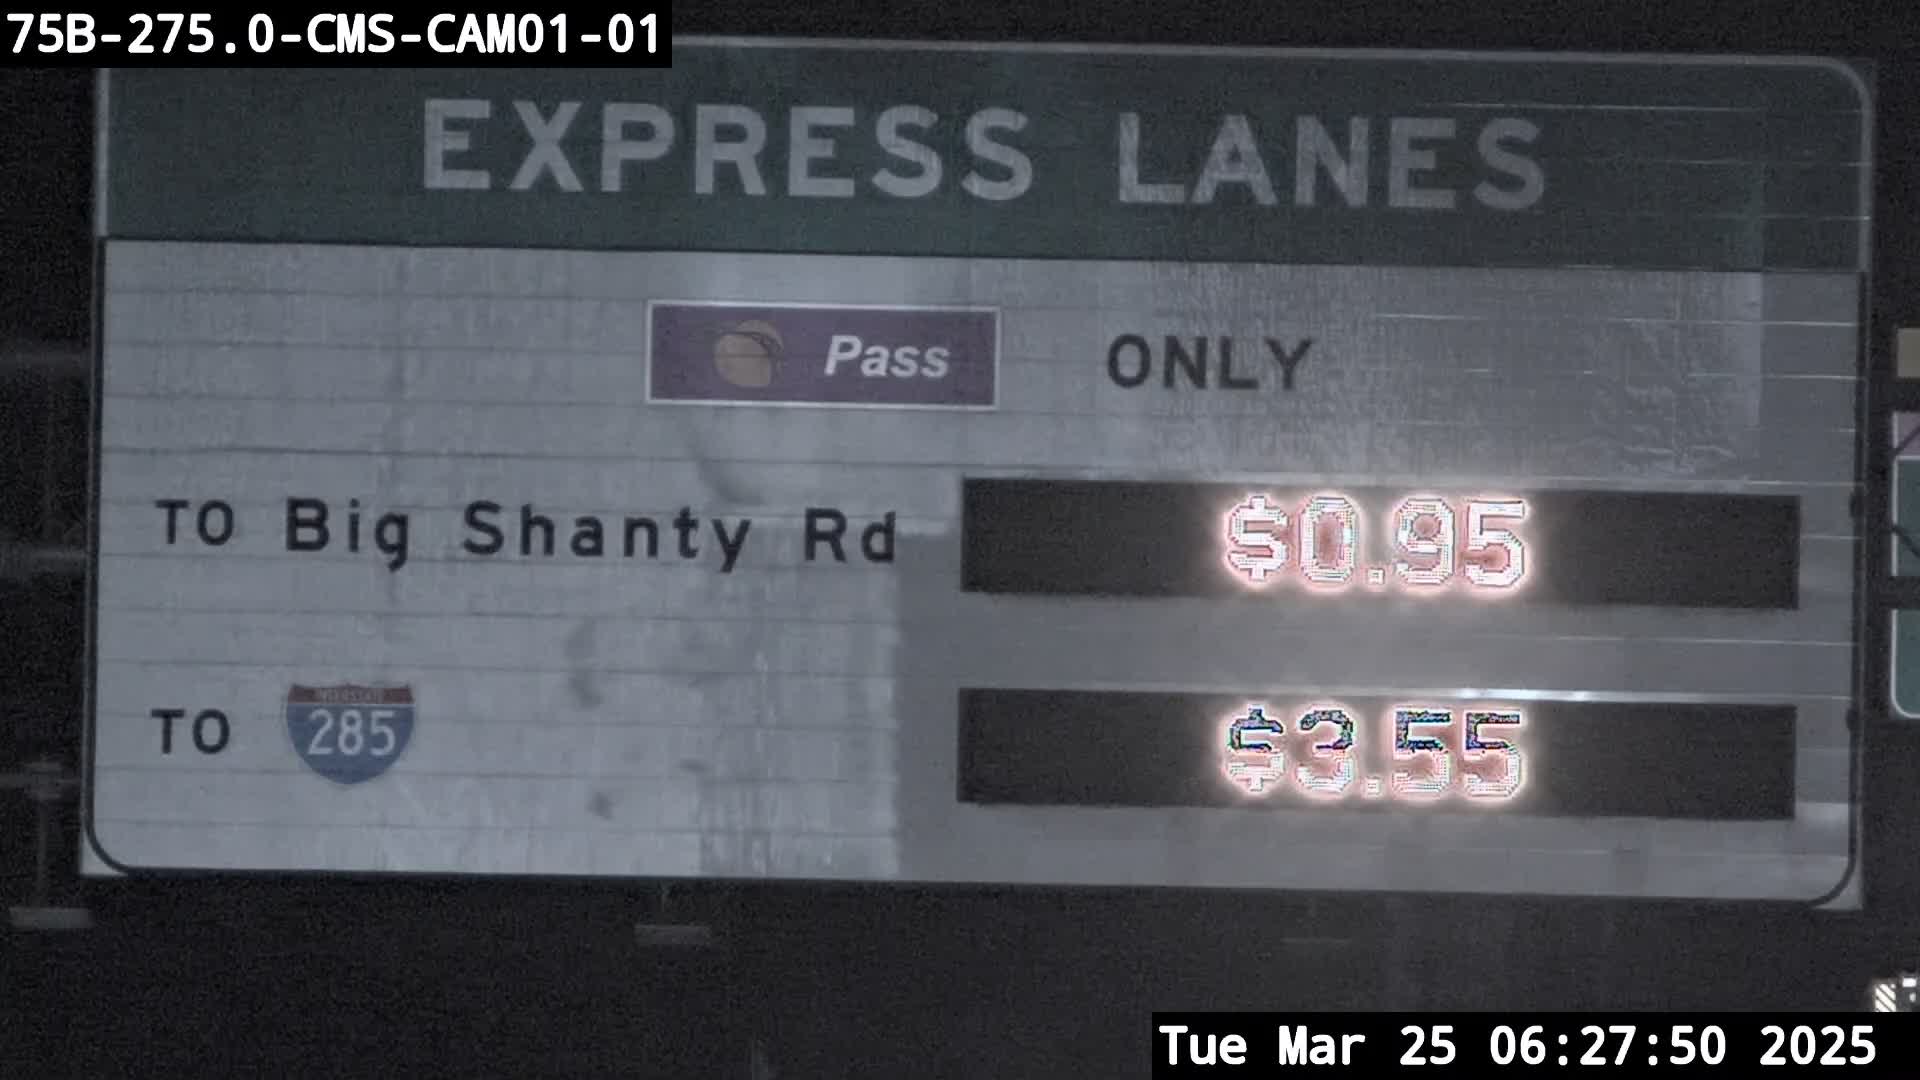 75B-275.0-CMS-CAM01-01
EXPRESS LANES
Pass ONLY
TO Big Shanty Rd $0.95
TO INTERSTATE 285 $3.55
Tue Mar 25 06:27:50 2025